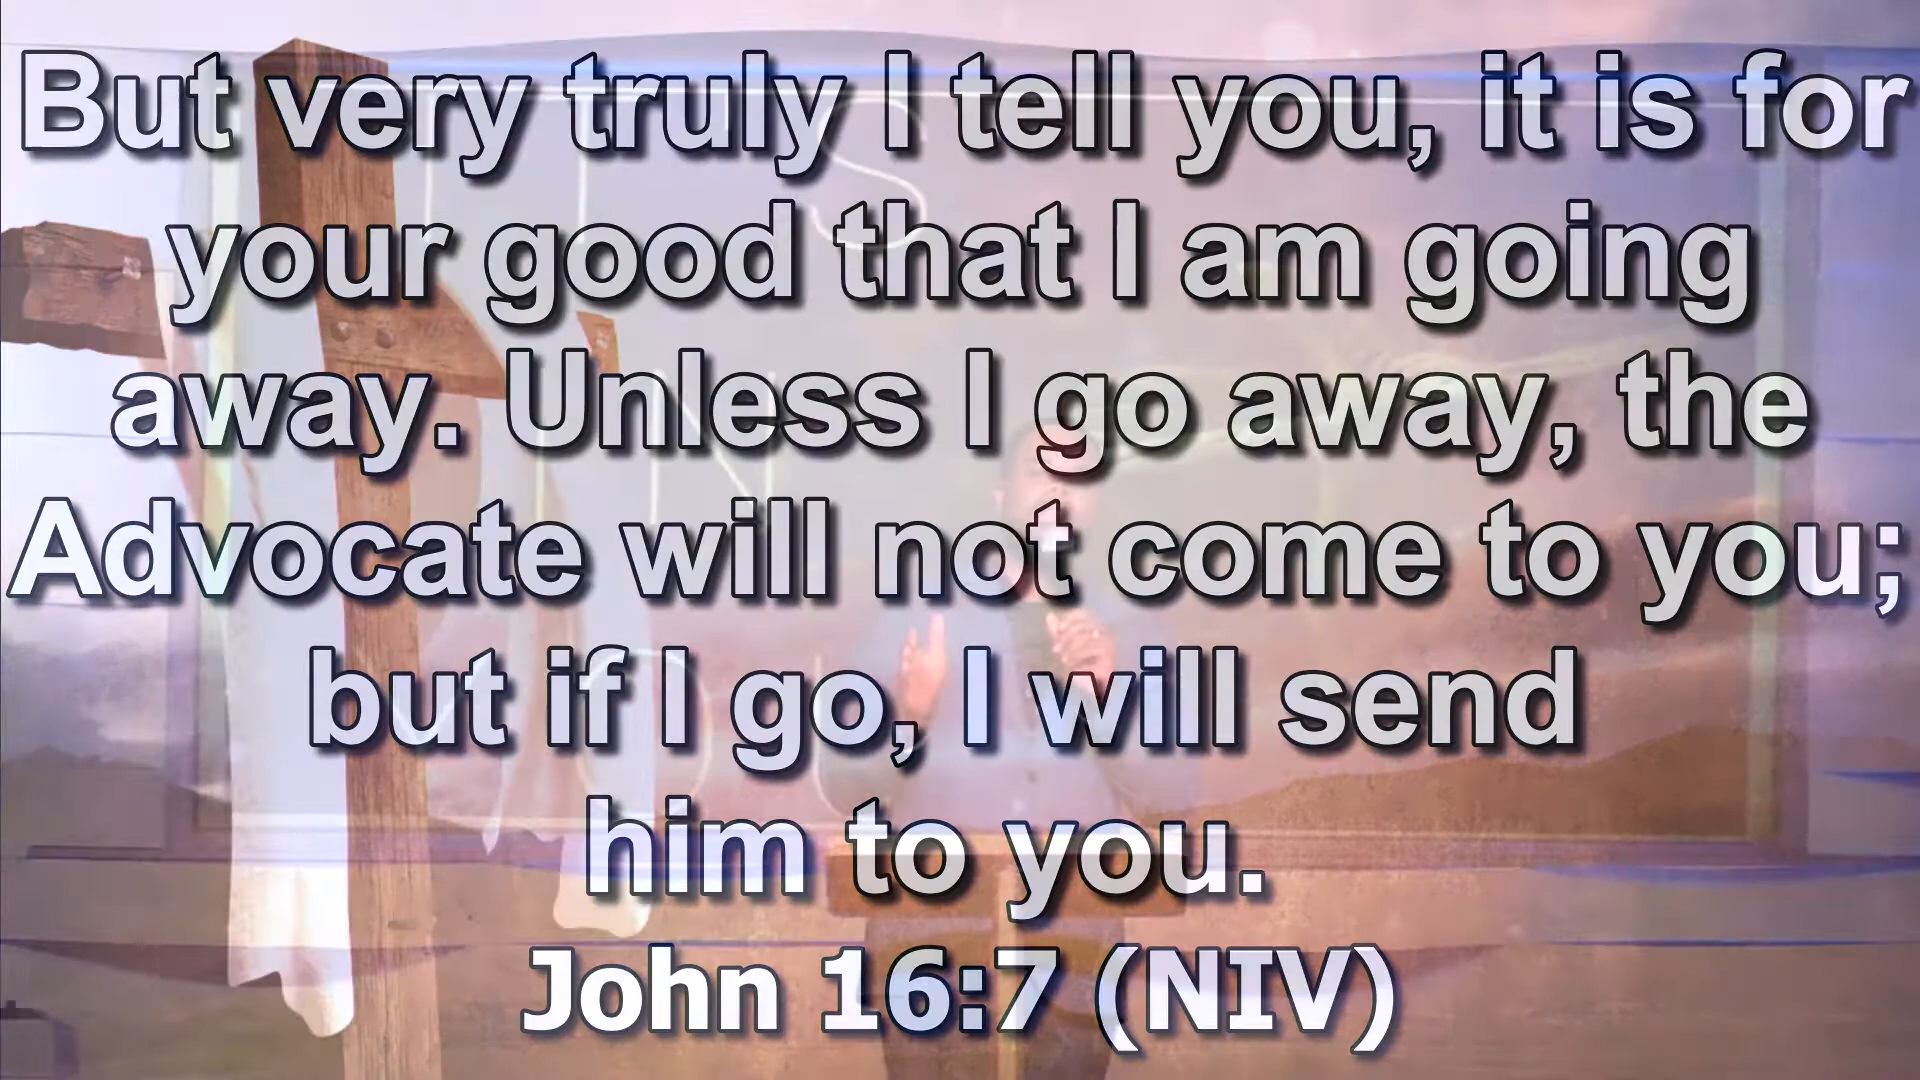 But very truly I tell you, it is for
your good that I am going
away. Unless I go away, the
Advocate will not come to you;
but if I go, I will send
him to you.
John 16:7 (NIV)